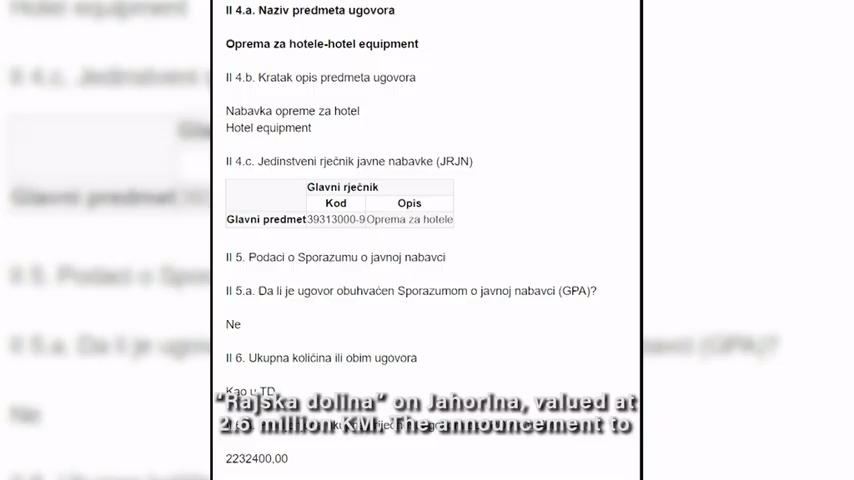 II 4.a. Naziv predmeta ugovora
Oprema za hotele-hotel equipment
II 4.b. Kratak opis predmeta ugovora
Nabavka opreme za hotel
Hotel equipment
II 4.c. Jedinstveni rječnik javne nabavke (JRJN)
Glavni rječnik
Kod Opis
Glavni predmet 39313000-9 Oprema za hotele
II 5. Podaci o Sporazumu o javnoj nabavci
II 5.a. Da li je ugovor obuhvaćen Sporazumom o javnoj nabavci (GPA)?
Ne
II 6. Ukupna količina ili obim ugovora
Kao u TD
"Rajska dolina" on Jahorina, valued at
2.6 million KM. The announcement to
2232400,00